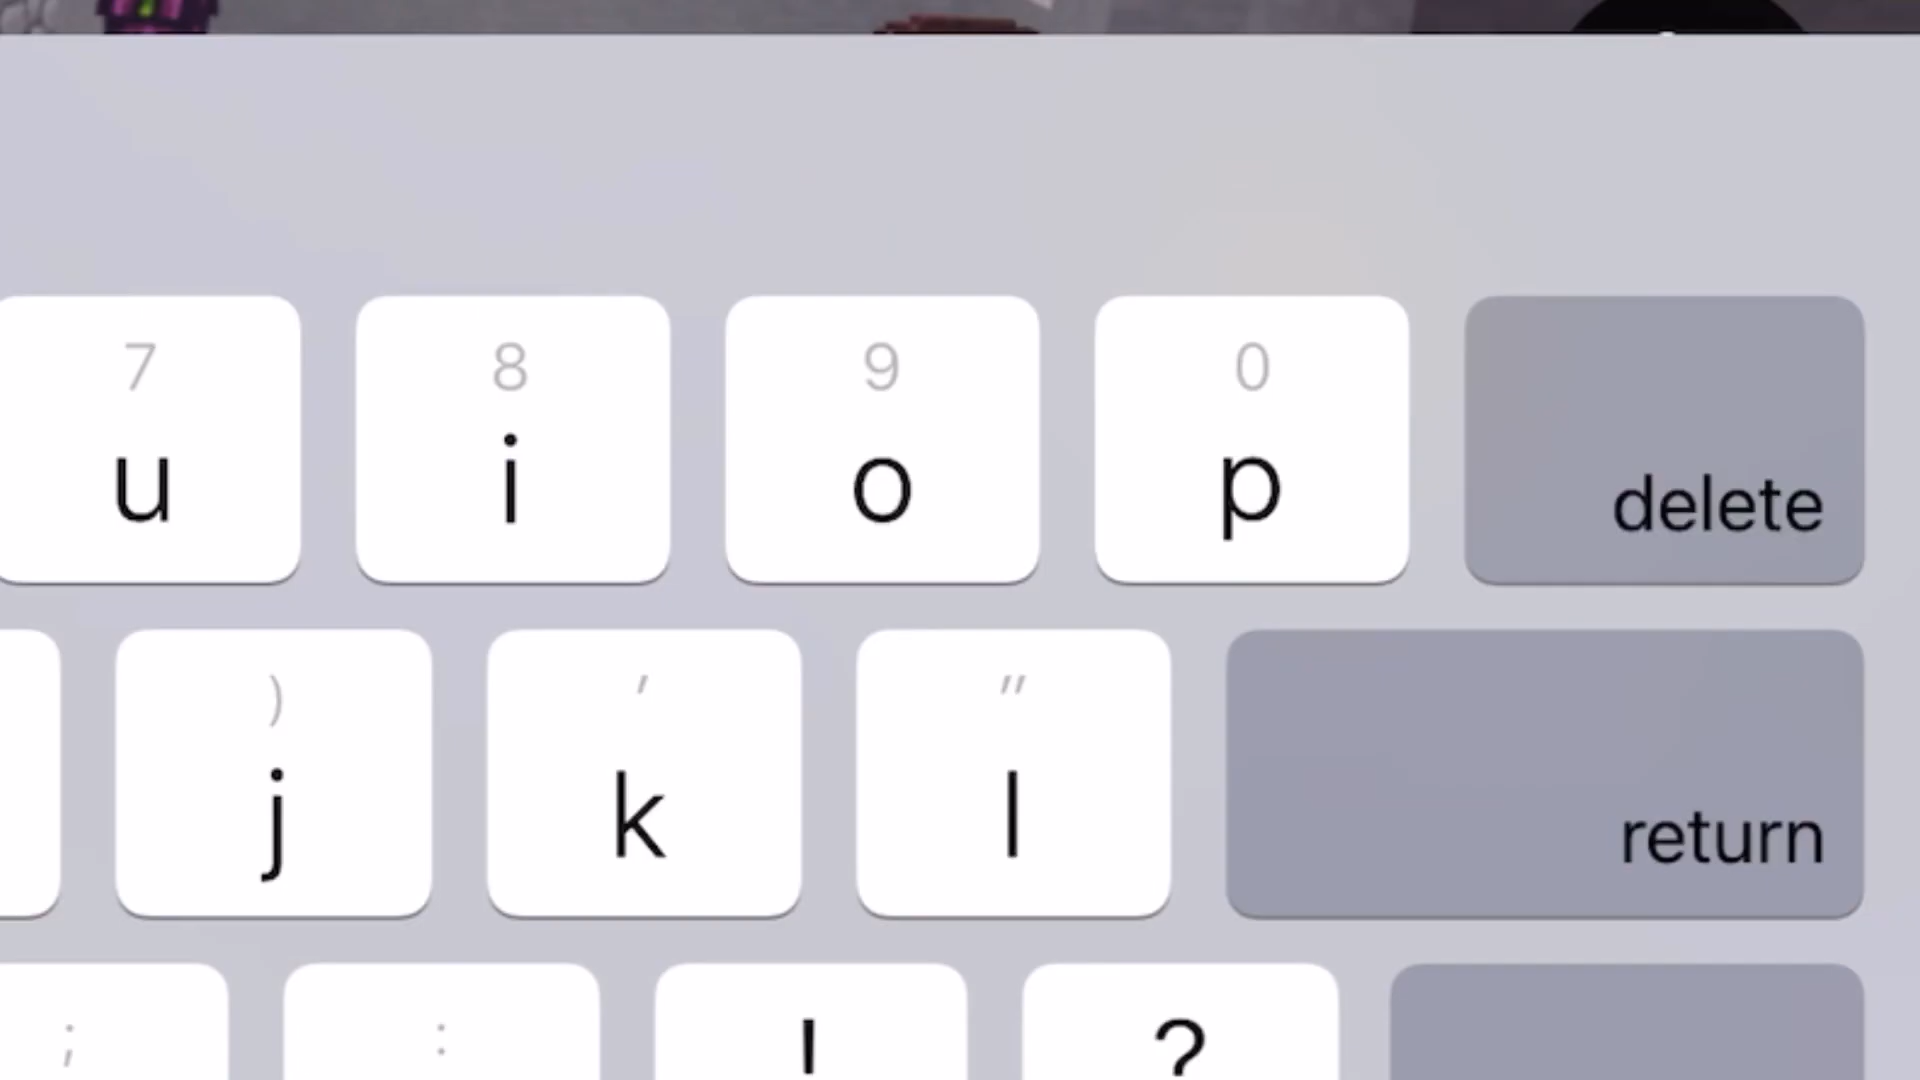 7 8 9 0
u i o p delete
) ' "
j k l return
; : ! ?